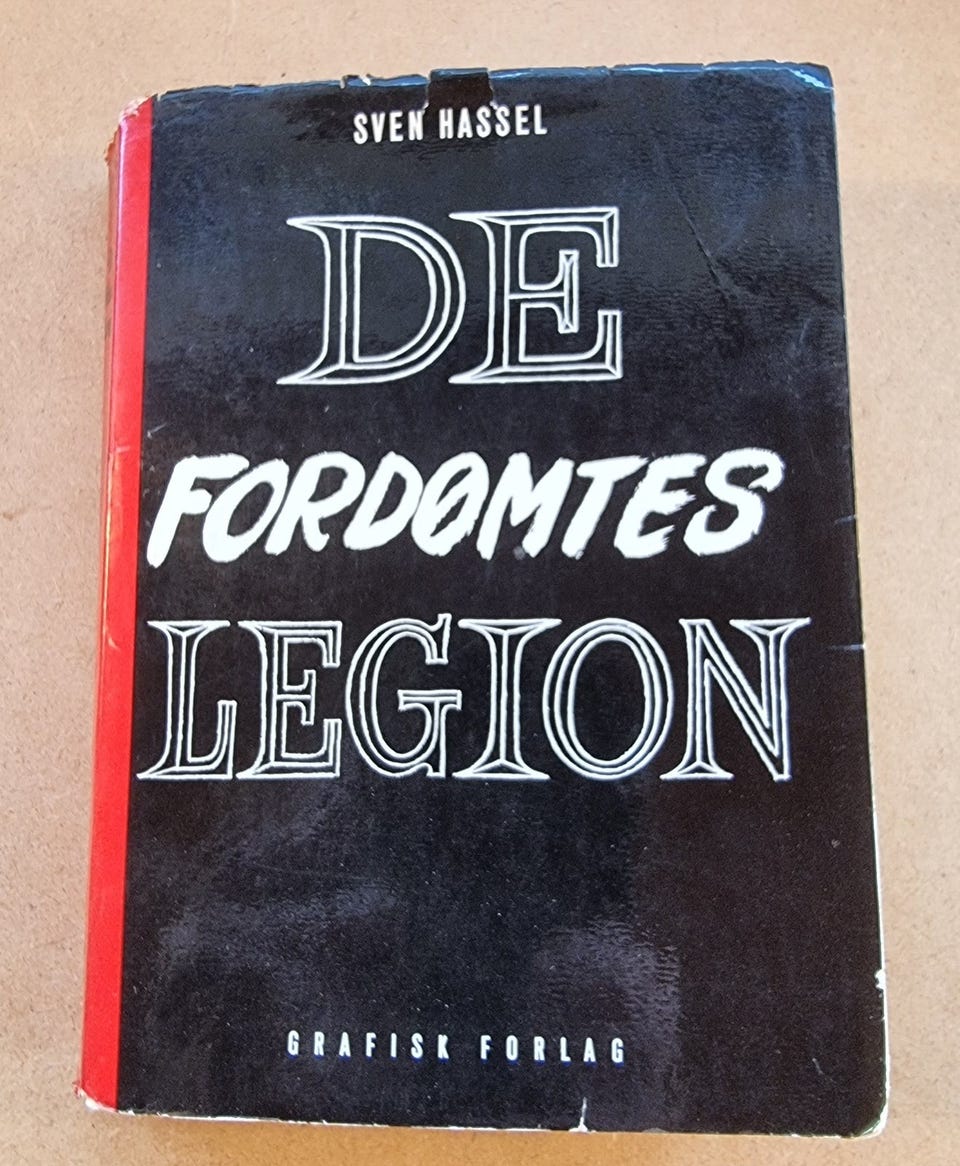 SVEN HASSEL
DE
FORDØMTES
LEGION
GRAFISK FORLAG